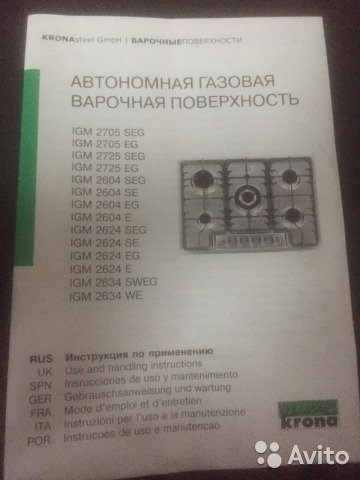 KRONAsteel GmbH | ВАРОЧНЫЕПОВЕРХНОСТИ
АВТОНОМНАЯ ГАЗОВАЯ
ВАРОЧНАЯ ПОВЕРХНОСТЬ
IGM 2705 SEG
IGM 2705 EG
IGM 2725 SEG
IGM 2725 EG
IGM 2604 SEG
IGM 2604 SE
IGM 2604 EG
IGM 2604 E
IGM 2624 SEG
IGM 2624 SE
IGM 2624 EG
IGM 2624 E
IGM 2634 SWEG
IGM 2634 WE
RUS Инструкция по применению
UK Use and handling instructions
SPN Insrucciones de uso y mantenimiento
GER Gebrauschsanweisung und wartung
FRA Mode d'emploi et d'entretien
ITA Instruzioni per l'uso e la manutenzione
POR Instrucoes de uso e manutencao
krona
Avito